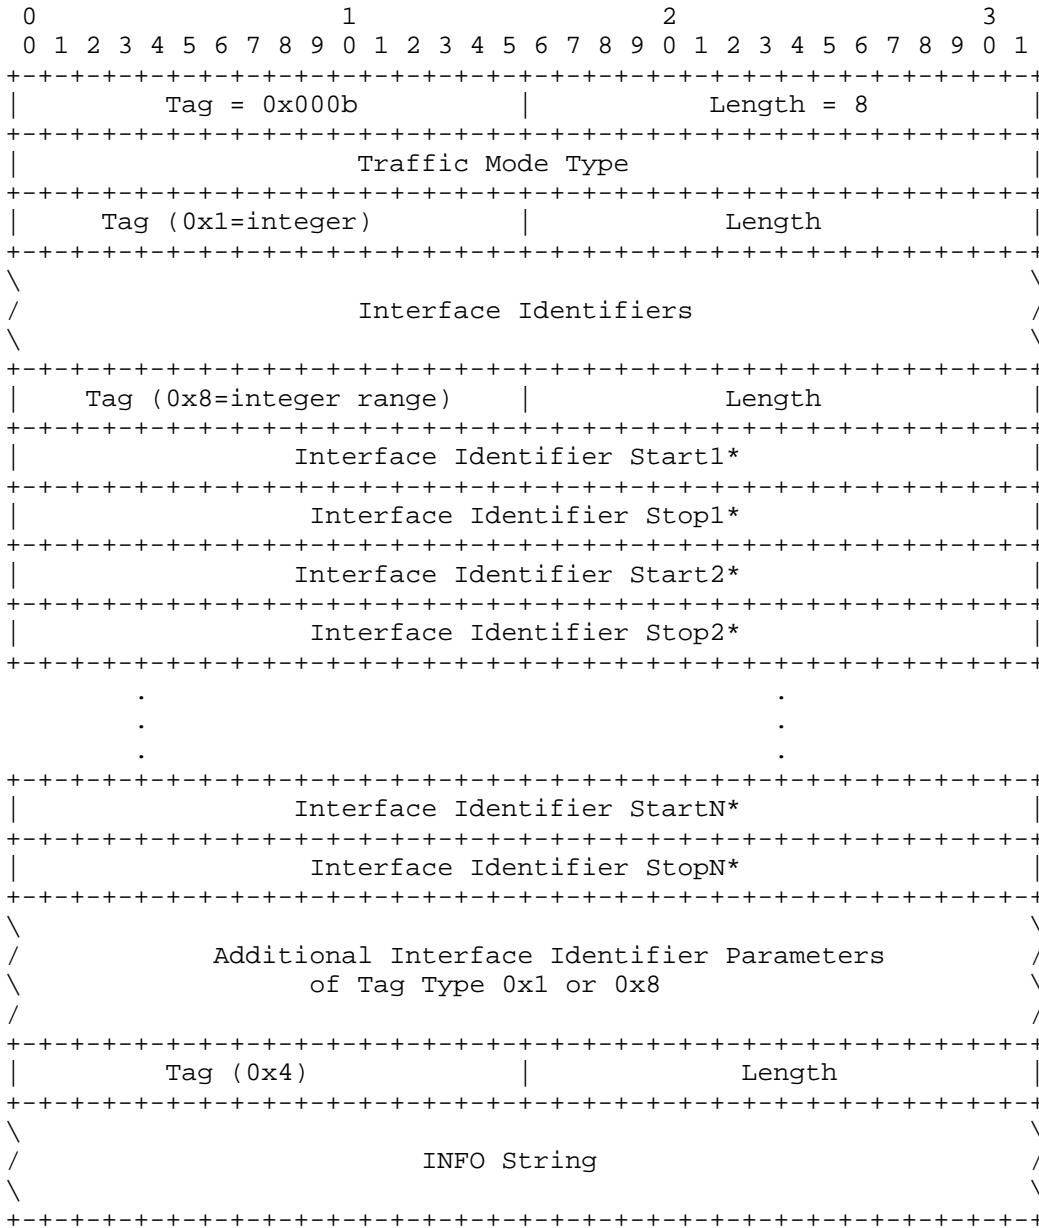 0                   1                   2                   3
0 1 2 3 4 5 6 7 8 9 0 1 2 3 4 5 6 7 8 9 0 1 2 3 4 5 6 7 8 9 0 1
+-+-+-+-+-+-+-+-+-+-+-+-+-+-+-+-+-+-+-+-+-+-+-+-+-+-+-+-+-+-+-+-+
|         Tag = 0x000b          |           Length = 8          |
+-+-+-+-+-+-+-+-+-+-+-+-+-+-+-+-+-+-+-+-+-+-+-+-+-+-+-+-+-+-+-+-+
|                     Traffic Mode Type                         |
+-+-+-+-+-+-+-+-+-+-+-+-+-+-+-+-+-+-+-+-+-+-+-+-+-+-+-+-+-+-+-+-+
|     Tag (0x1=integer)         |            Length             |
+-+-+-+-+-+-+-+-+-+-+-+-+-+-+-+-+-+-+-+-+-+-+-+-+-+-+-+-+-+-+-+-+
\                                                               \
/                     Interface Identifiers                     /
\                                                               \
+-+-+-+-+-+-+-+-+-+-+-+-+-+-+-+-+-+-+-+-+-+-+-+-+-+-+-+-+-+-+-+-+
|    Tag (0x8=integer range)    |            Length             |
+-+-+-+-+-+-+-+-+-+-+-+-+-+-+-+-+-+-+-+-+-+-+-+-+-+-+-+-+-+-+-+-+
|                 Interface Identifier Start1*                  |
+-+-+-+-+-+-+-+-+-+-+-+-+-+-+-+-+-+-+-+-+-+-+-+-+-+-+-+-+-+-+-+-+
|                  Interface Identifier Stop1*                  |
+-+-+-+-+-+-+-+-+-+-+-+-+-+-+-+-+-+-+-+-+-+-+-+-+-+-+-+-+-+-+-+-+
|                 Interface Identifier Start2*                  |
+-+-+-+-+-+-+-+-+-+-+-+-+-+-+-+-+-+-+-+-+-+-+-+-+-+-+-+-+-+-+-+-+
|                  Interface Identifier Stop2*                  |
+-+-+-+-+-+-+-+-+-+-+-+-+-+-+-+-+-+-+-+-+-+-+-+-+-+-+-+-+-+-+-+-+
.                                       .
.                                       .
.                                       .
+-+-+-+-+-+-+-+-+-+-+-+-+-+-+-+-+-+-+-+-+-+-+-+-+-+-+-+-+-+-+-+-+
|                 Interface Identifier StartN*                  |
+-+-+-+-+-+-+-+-+-+-+-+-+-+-+-+-+-+-+-+-+-+-+-+-+-+-+-+-+-+-+-+-+
|                  Interface Identifier StopN*                  |
+-+-+-+-+-+-+-+-+-+-+-+-+-+-+-+-+-+-+-+-+-+-+-+-+-+-+-+-+-+-+-+-+
\                                                               \
/            Additional Interface Identifier Parameters         /
\                  of Tag Type 0x1 or 0x8                       \
/                                                               /
+-+-+-+-+-+-+-+-+-+-+-+-+-+-+-+-+-+-+-+-+-+-+-+-+-+-+-+-+-+-+-+-+
|         Tag (0x4)             |             Length            |
+-+-+-+-+-+-+-+-+-+-+-+-+-+-+-+-+-+-+-+-+-+-+-+-+-+-+-+-+-+-+-+-+
\                                                               \
/                         INFO String                           /
\                                                               \
+-+-+-+-+-+-+-+-+-+-+-+-+-+-+-+-+-+-+-+-+-+-+-+-+-+-+-+-+-+-+-+-+